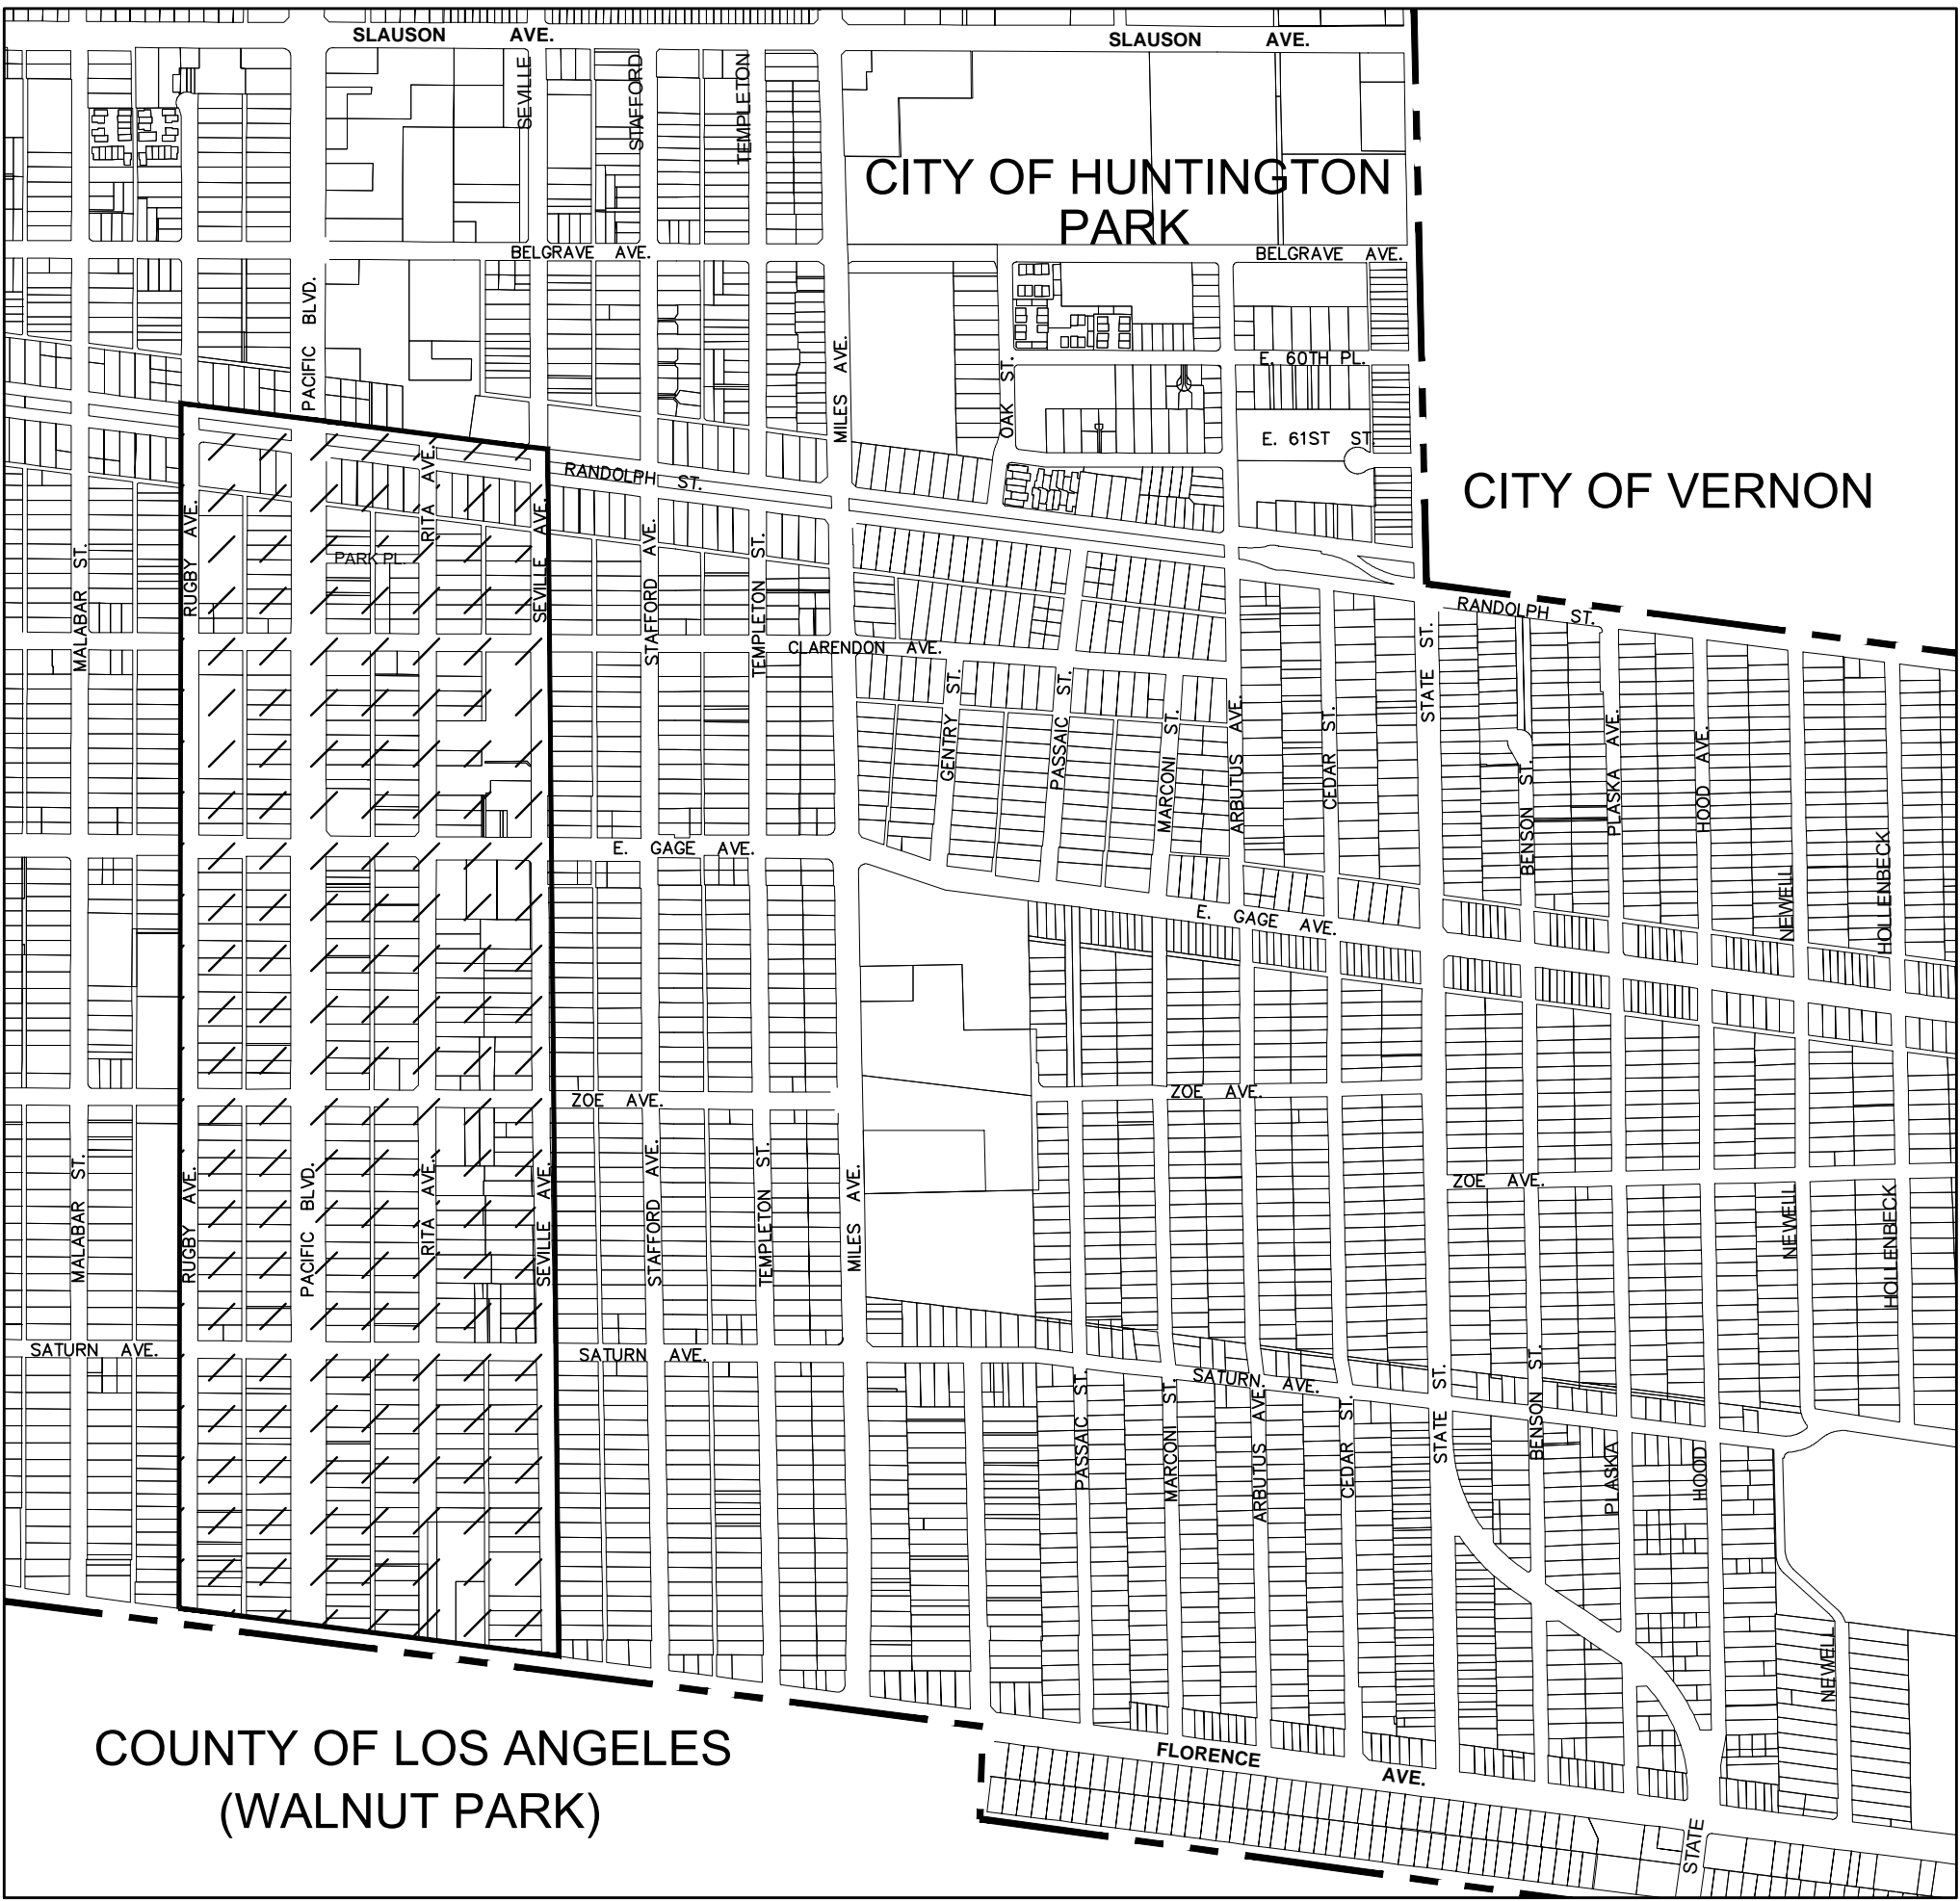 SLAUSON AVE.
SLAUSON AVE.
SEVILLE
STAFFORD
TEMPLETON
CITY OF HUNTINGTON
PARK
BELGRAVE AVE.
BELGRAVE AVE.
PACIFIC BLVD.
MILES AVE.
OAK ST.
E. 60TH PL.
E. 61ST ST.
CITY OF VERNON
RANDOLPH ST.
RITA AVE.
RUGBY AVE.
SEVILLE AVE.
MALABAR ST.
PARK PL.
STAFFORD AVE.
TEMPLETON ST.
CLARENDON AVE.
RANDOLPH ST.
STATE ST.
GENTRY ST.
PASSAIC ST.
MARCONI ST.
ARBUTUS AVE.
CEDAR ST.
BENSON ST.
PLASKA AVE.
HOOD AVE.
NEWELL
HOLLENBECK
E. GAGE AVE.
E. GAGE AVE.
ZOE AVE.
ZOE AVE.
ZOE AVE.
MALABAR ST.
RUGBY AVE.
PACIFIC BLVD.
RITA AVE.
SEVILLE AVE.
STAFFORD AVE.
TEMPLETON ST.
MILES AVE.
NEWELL
HOLLENBECK
SATURN AVE.
SATURN AVE.
SATURN AVE.
PASSAIC ST.
MARCONI ST.
ARBUTUS AVE.
CEDAR ST.
STATE ST.
BENSON ST.
PLASKA
HOOD
NEWELL
COUNTY OF LOS ANGELES
(WALNUT PARK)
FLORENCE AVE.
STATE